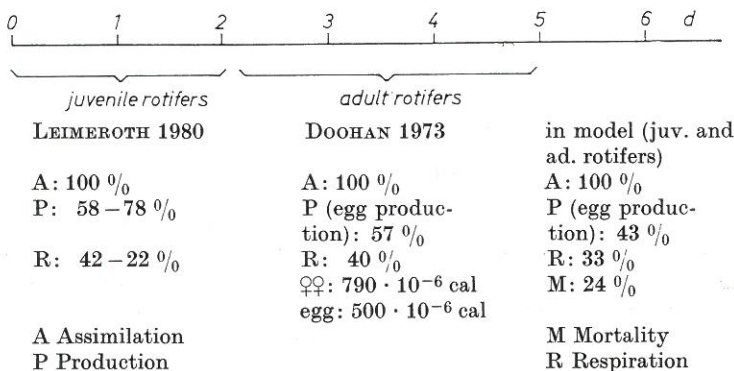 0 1 2 3 4 5 6 d
juvenile rotifers
adult rotifers
LEIMEROTH 1980
A: 100 %
P: 58–78 %
R: 42–22 %
A Assimilation
P Production
DOOHAN 1973
A: 100 %
P (egg produc-
tion): 57 %
R: 40 %
♀♀: 790 · 10⁻⁶ cal
egg: 500 · 10⁻⁶ cal
in model (juv. and
ad. rotifers)
A: 100 %
P (egg produc-
tion): 43 %
R: 33 %
M: 24 %
M Mortality
R Respiration